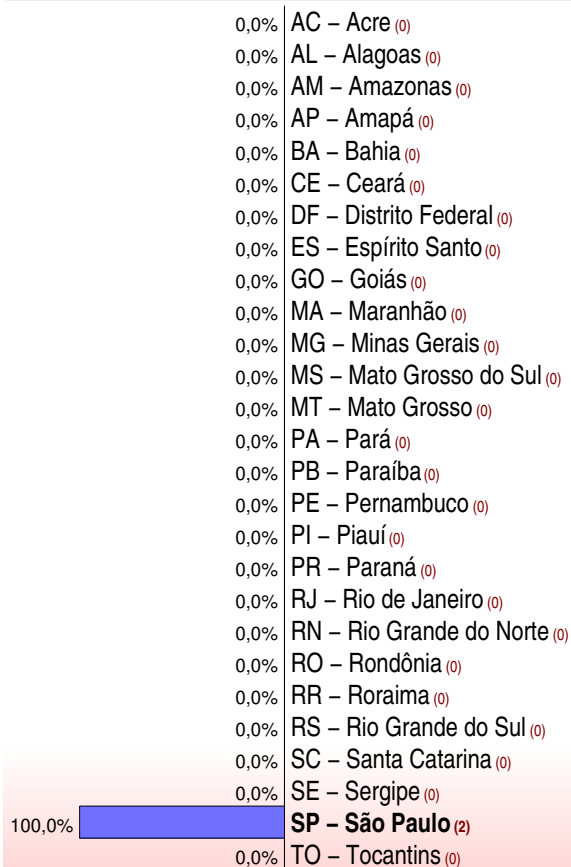 0,0% AC – Acre (0)
0,0% AL – Alagoas (0)
0,0% AM – Amazonas (0)
0,0% AP – Amapá (0)
0,0% BA – Bahia (0)
0,0% CE – Ceará (0)
0,0% DF – Distrito Federal (0)
0,0% ES – Espírito Santo (0)
0,0% GO – Goiás (0)
0,0% MA – Maranhão (0)
0,0% MG – Minas Gerais (0)
0,0% MS – Mato Grosso do Sul (0)
0,0% MT – Mato Grosso (0)
0,0% PA – Pará (0)
0,0% PB – Paraíba (0)
0,0% PE – Pernambuco (0)
0,0% PI – Piauí (0)
0,0% PR – Paraná (0)
0,0% RJ – Rio de Janeiro (0)
0,0% RN – Rio Grande do Norte (0)
0,0% RO – Rondônia (0)
0,0% RR – Roraima (0)
0,0% RS – Rio Grande do Sul (0)
0,0% SC – Santa Catarina (0)
0,0% SE – Sergipe (0)
100,0% SP – São Paulo (2)
0,0% TO – Tocantins (0)